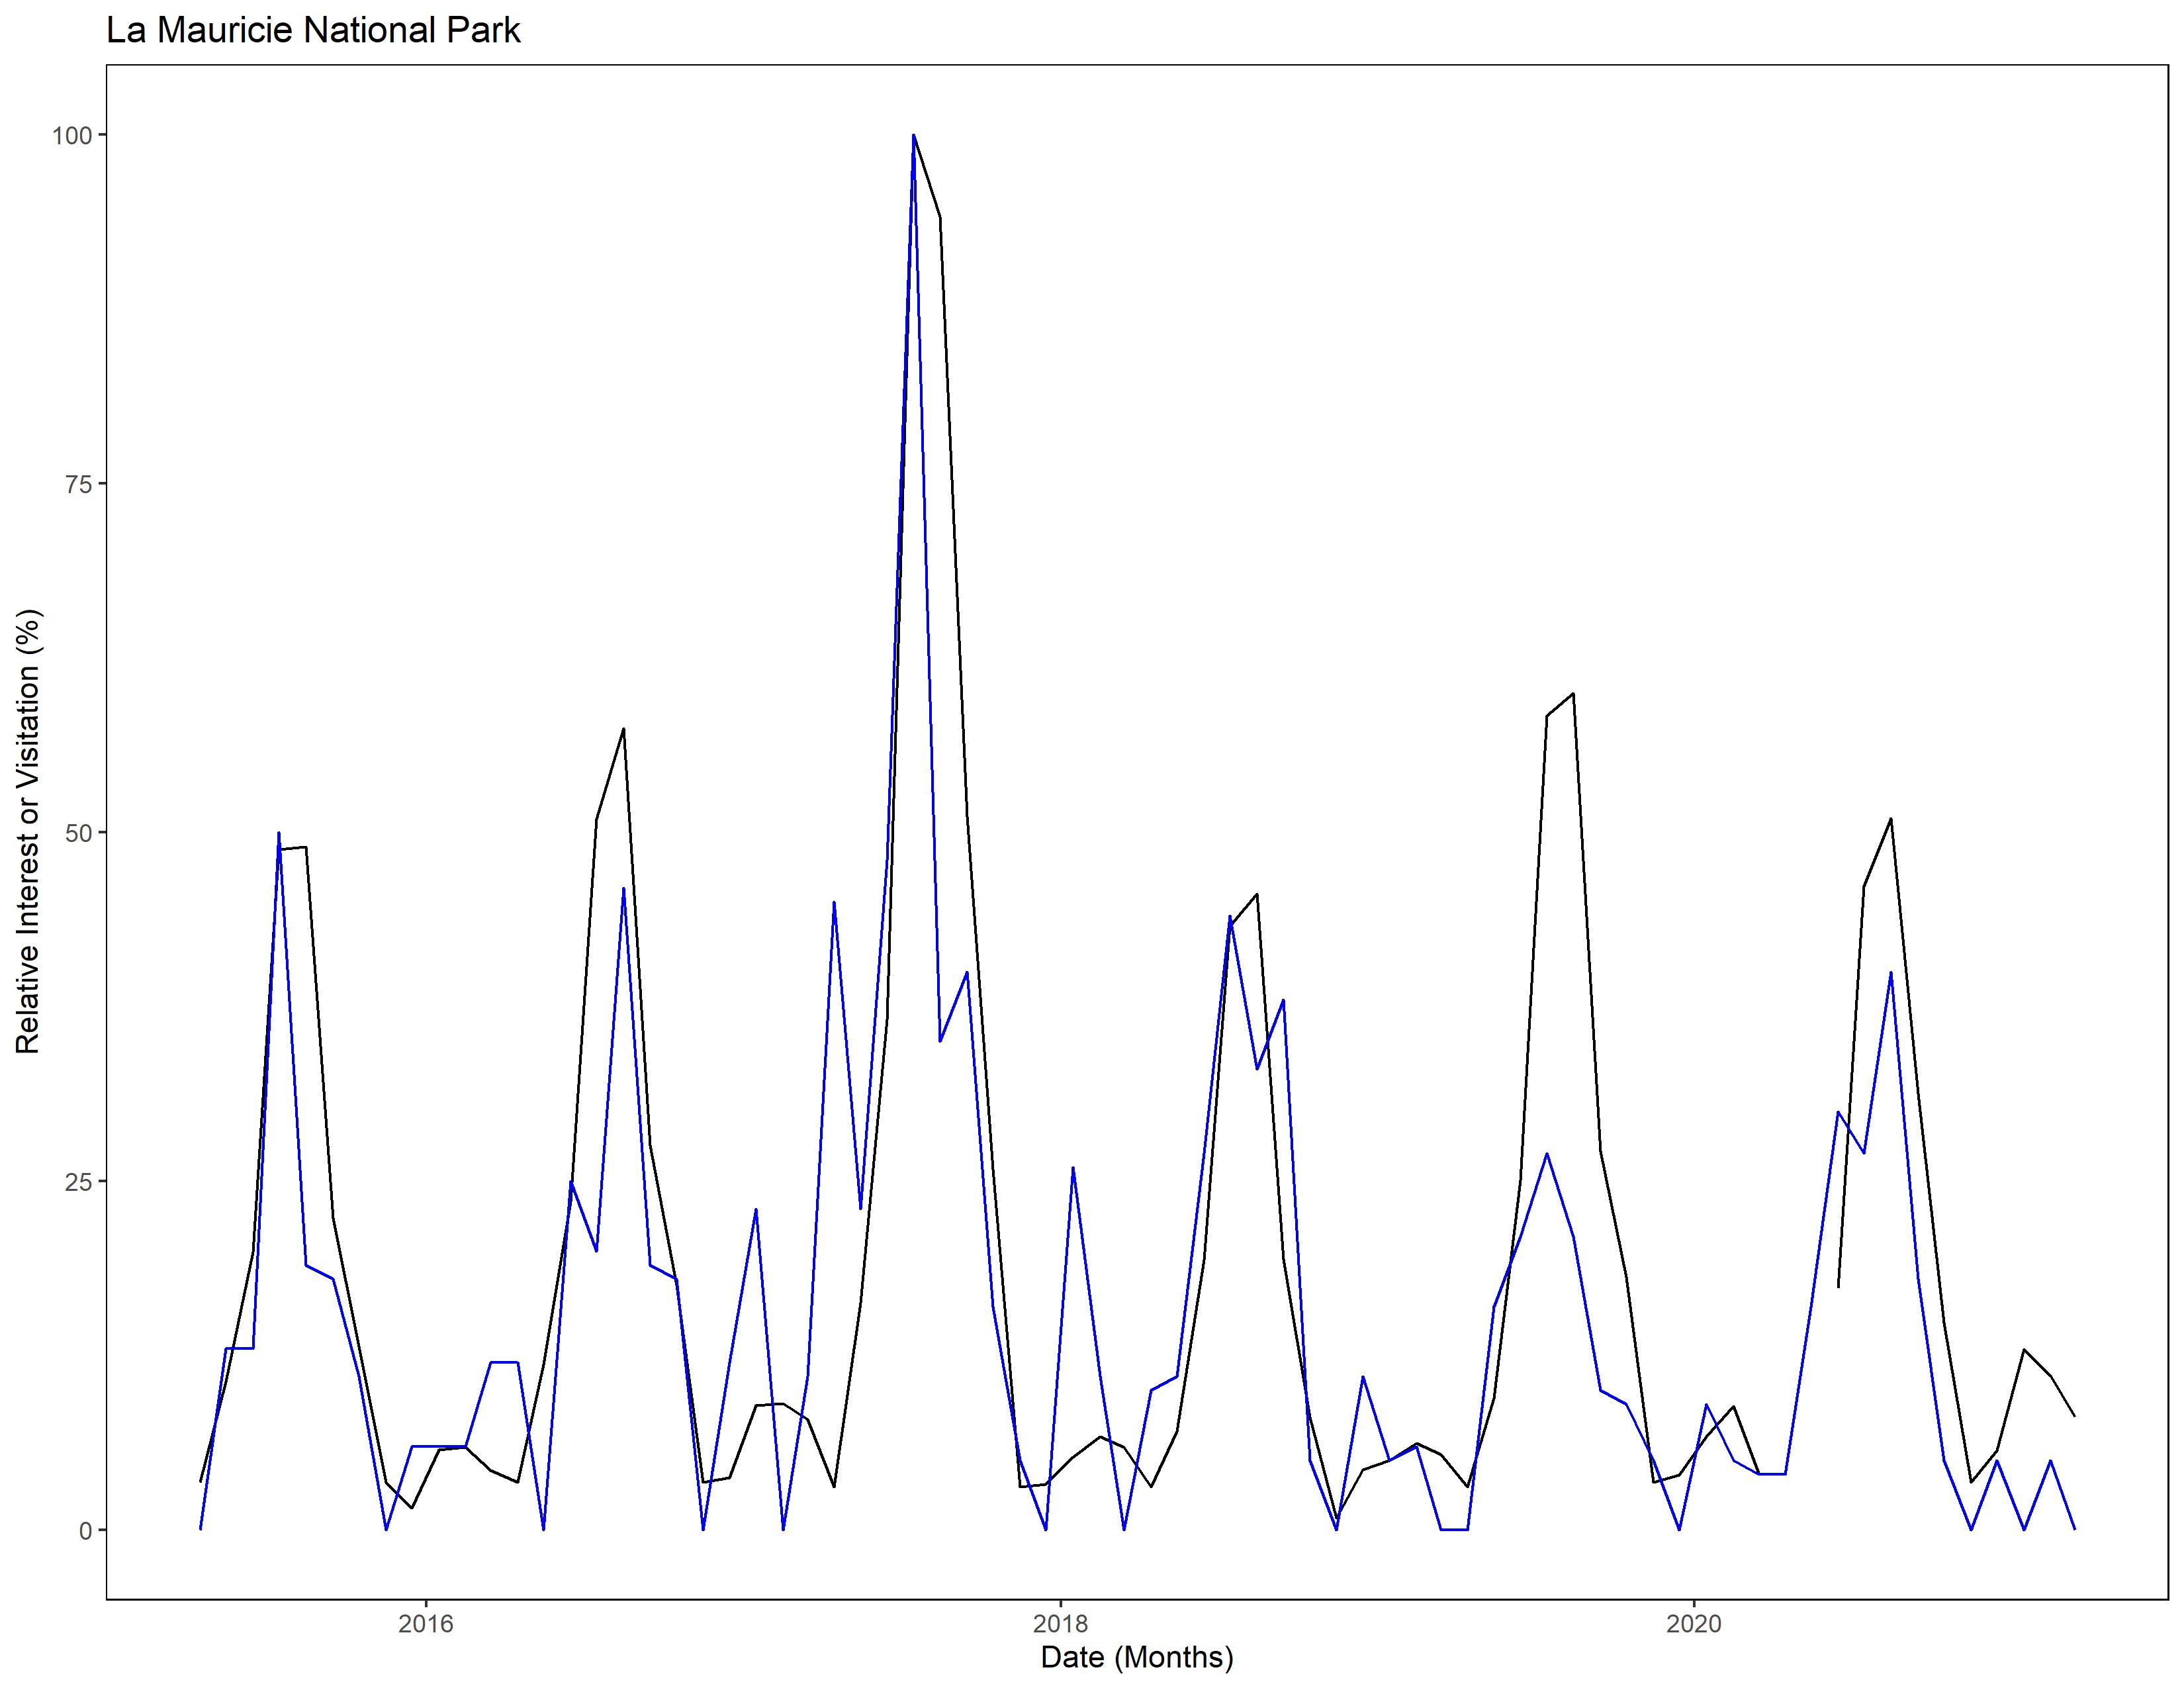 La Mauricie National Park
Relative Interest or Visitation (%)
100
75
50
25
0
2016
2018
2020
Date (Months)